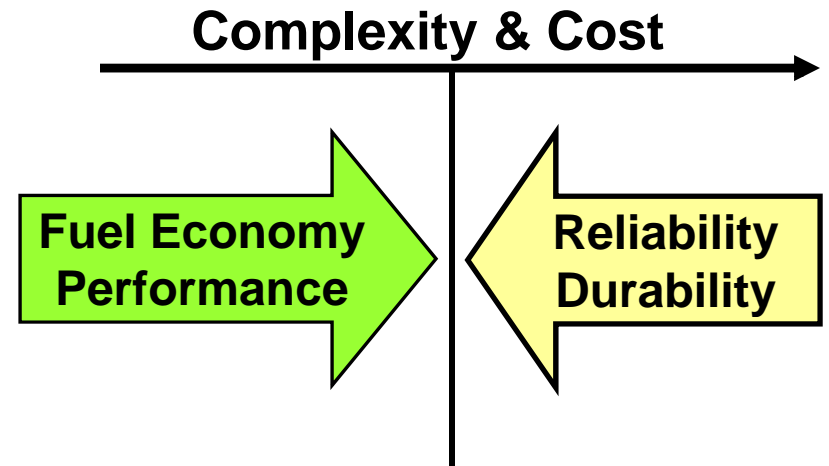 Complexity & Cost
Fuel Economy
Performance
Reliability
Durability